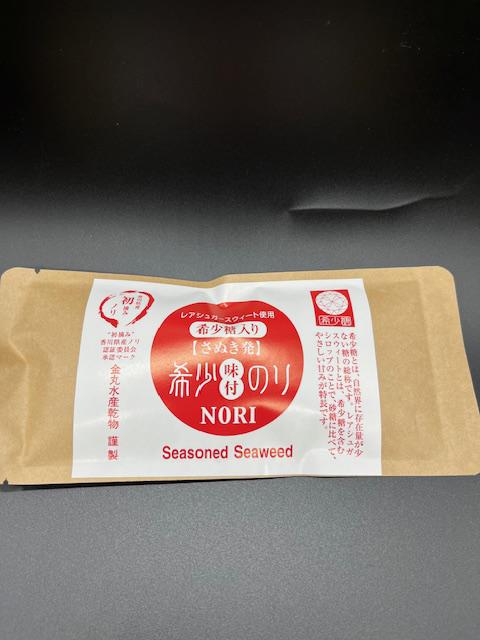 初摘み
ノリ
"初摘み"
香川県産ノリ
認証委員会
承認マーク
金丸水産乾物 謹製
レアシュガースウィート使用
希少糖入り
【さぬき発】
希少味付のり
NORI
Seasoned Seaweed
希少糖
希少糖とは、自然界に存在量が少
ない糖の総称です。レアシュガ
スウィートとは、希少糖を含む
シロップのことで、砂糖に比べて、
やさしい甘みが特長です。